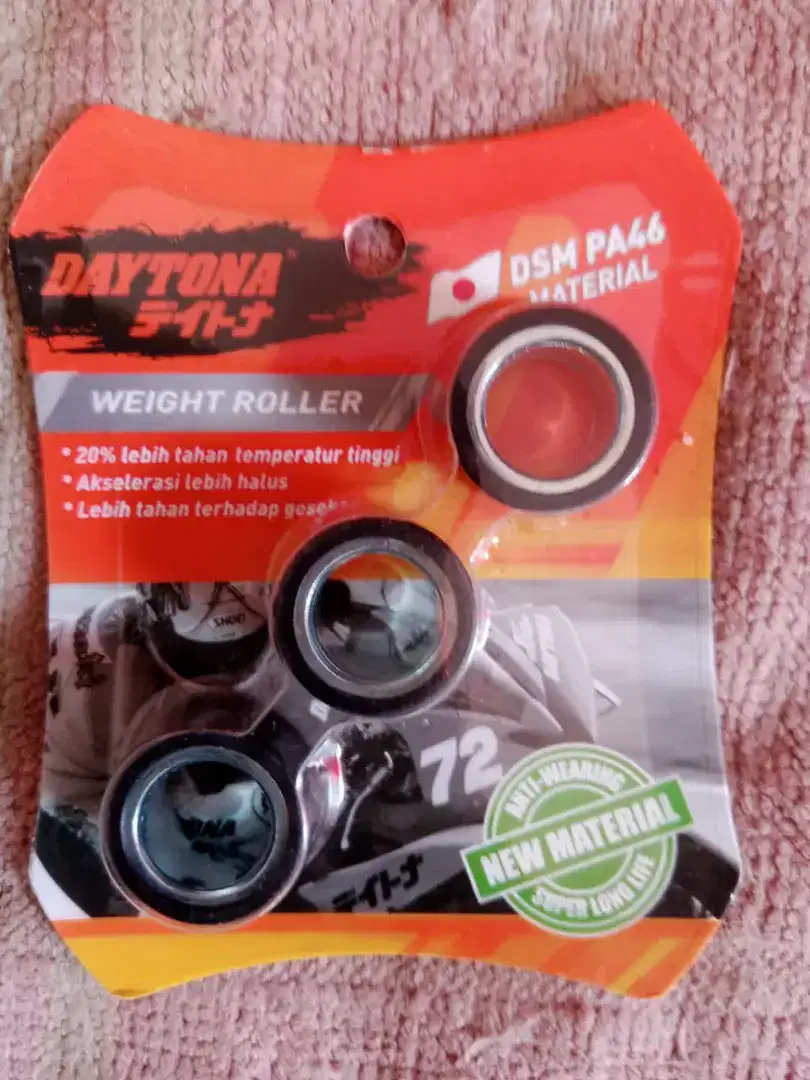 DAYTONA
デイトナ
DSM PA46
MATERIAL
WEIGHT ROLLER
* 20% lebih tahan temperatur tinggi
* Akselerasi lebih halus
* Lebih tahan terhadap
SHOEI
72
ANTI-WEARING
NEW MATERIAL
SUPER LONG LIFE
デイトナ